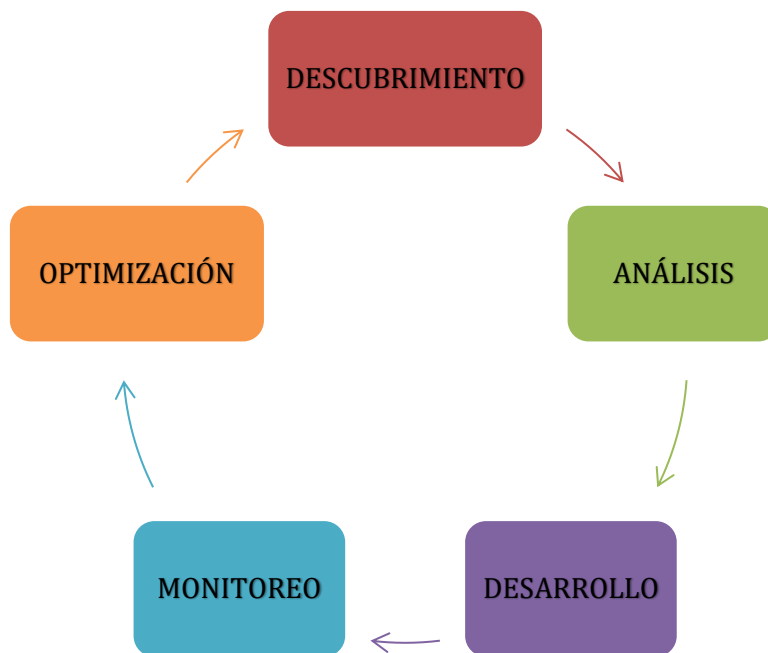 DESCUBRIMIENTO
ANÁLISIS
DESARROLLO
MONITOREO
OPTIMIZACIÓN